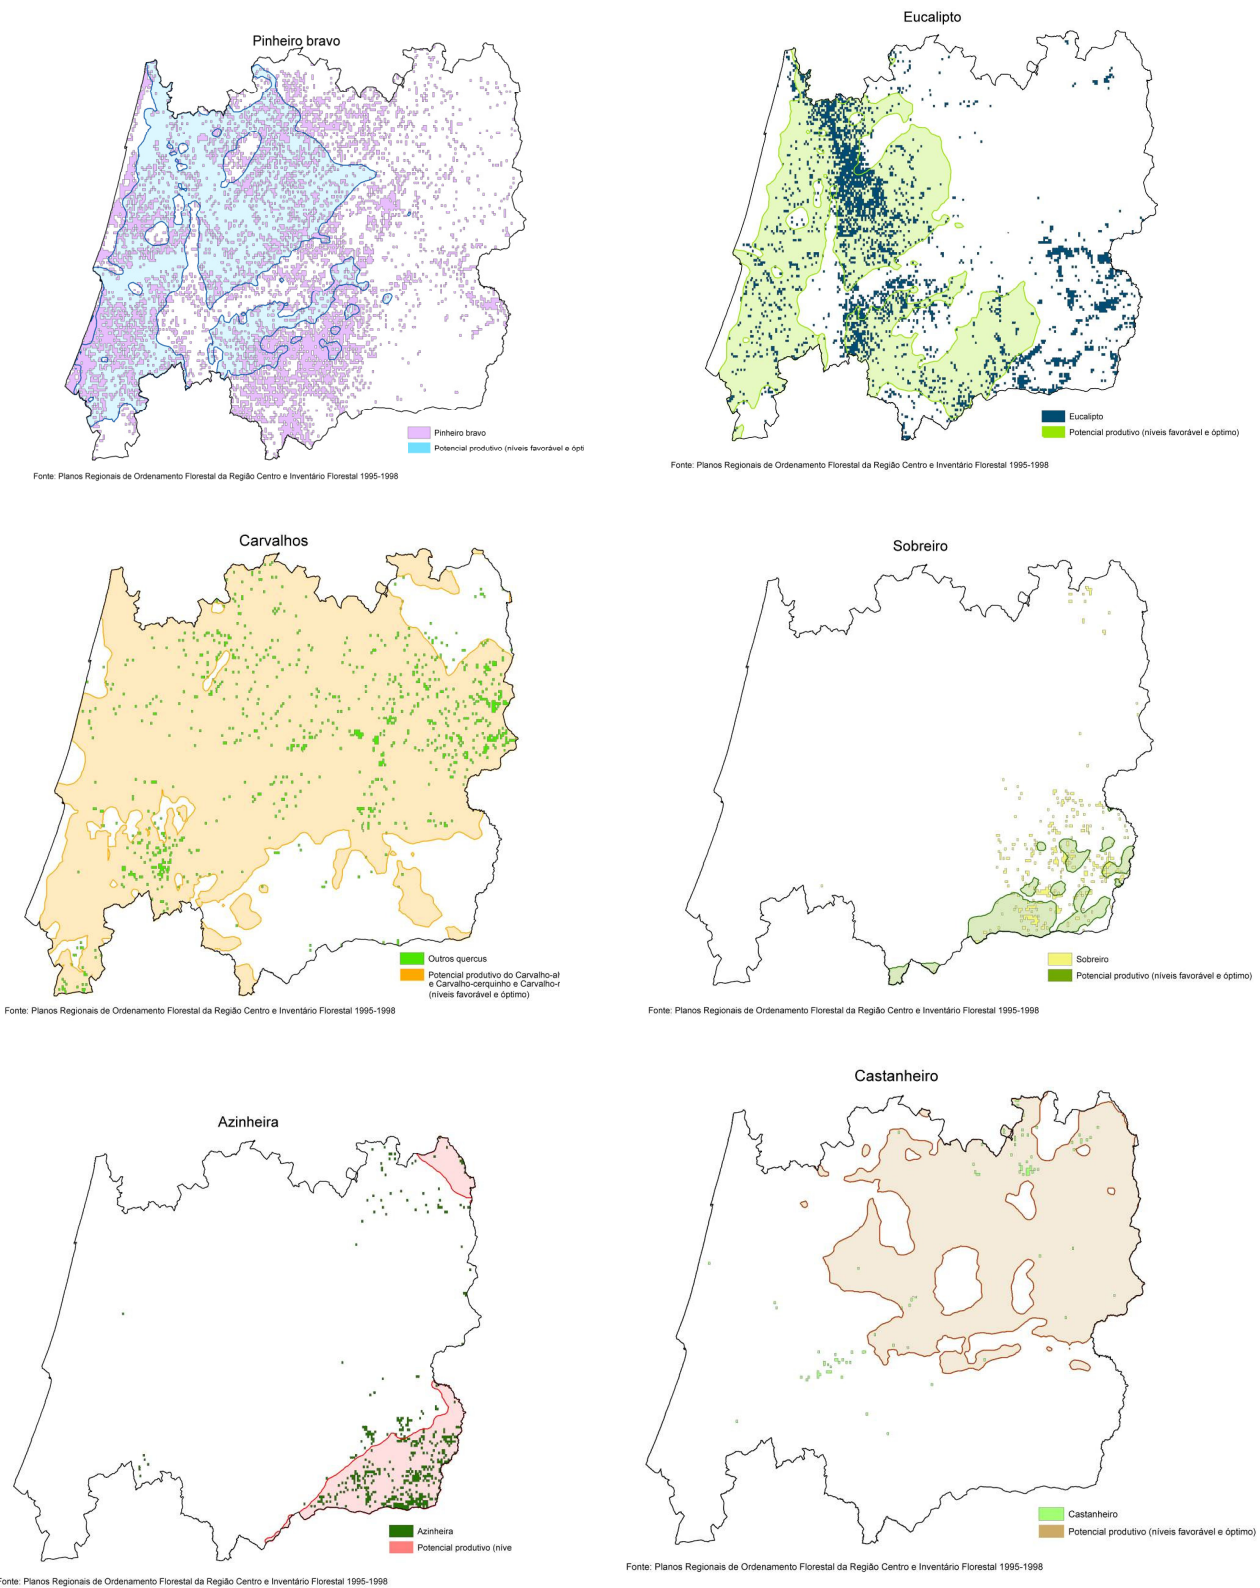 Pinheiro bravo
Pinheiro bravo
Potencial produtivo (níveis favorável e ópti
Fonte: Planos Regionais de Ordenamento Florestal da Região Centro e Inventário Florestal 1995-1998
Eucalipto
Eucalipto
Potencial produtivo (níveis favorável e óptimo)
Fonte: Planos Regionais de Ordenamento Florestal da Região Centro e Inventário Florestal 1995-1998
Carvalhos
Outros quercus
Potencial produtivo do Carvalho-al
e Carvalho-cerquinho e Carvalho-r
(níveis favorável e óptimo)
Fonte: Planos Regionais de Ordenamento Florestal da Região Centro e Inventário Florestal 1995-1998
Sobreiro
Sobreiro
Potencial produtivo (níveis favorável e óptimo)
Fonte: Planos Regionais de Ordenamento Florestal da Região Centro e Inventário Florestal 1995-1998
Azinheira
Azinheira
Potencial produtivo (níve
Fonte: Planos Regionais de Ordenamento Florestal da Região Centro e Inventário Florestal 1995-1998
Castanheiro
Castanheiro
Potencial produtivo (níveis favorável e óptimo)
Fonte: Planos Regionais de Ordenamento Florestal da Região Centro e Inventário Florestal 1995-1998